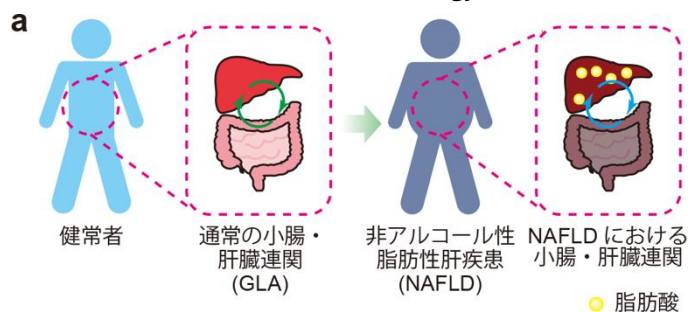 a
健常者
通常の小腸・
肝臓連関
(GLA)
非アルコール性
脂肪性肝疾患
(NAFLD)
NAFLD における
小腸・肝臓連関
脂肪酸